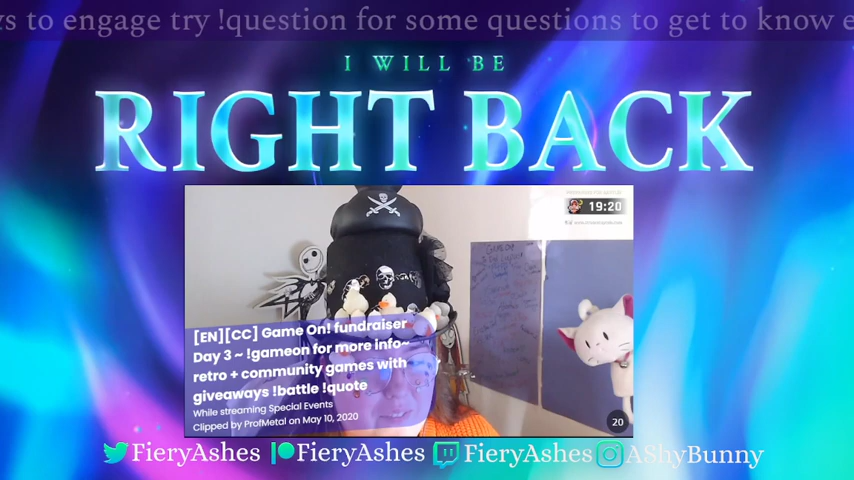 s to engage try !question for some questions to get to know e
I WILL BE
RIGHT BACK
19:20
[EN][CC] Game On! fundraiser
Day 3 ~ !gameon for more info~
retro + community games with
giveaways !battle !quote
While streaming Special Events
Clipped by ProfMetal on May 10, 2020
20
FieryAshes FieryAshes FieryAshes AShyBunny